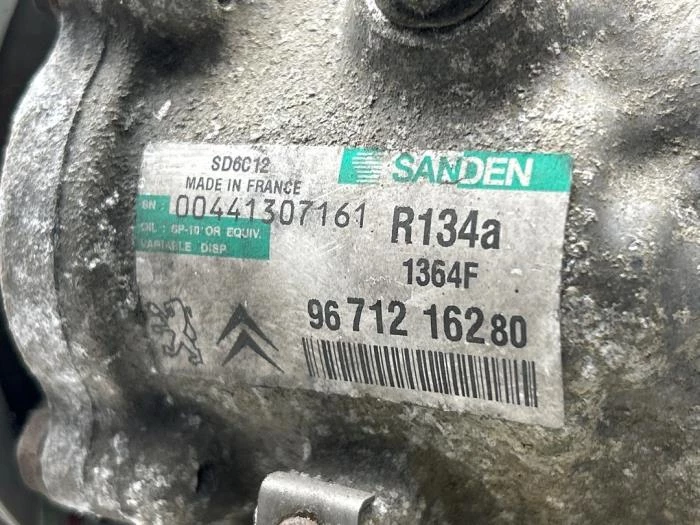 SD6C12
MADE IN FRANCE
SANDEN
SN : 00441307161
OIL : SP-10 OR EQUIV.
VARIABLE DISP.
R134a
1364F
96 712 162 80